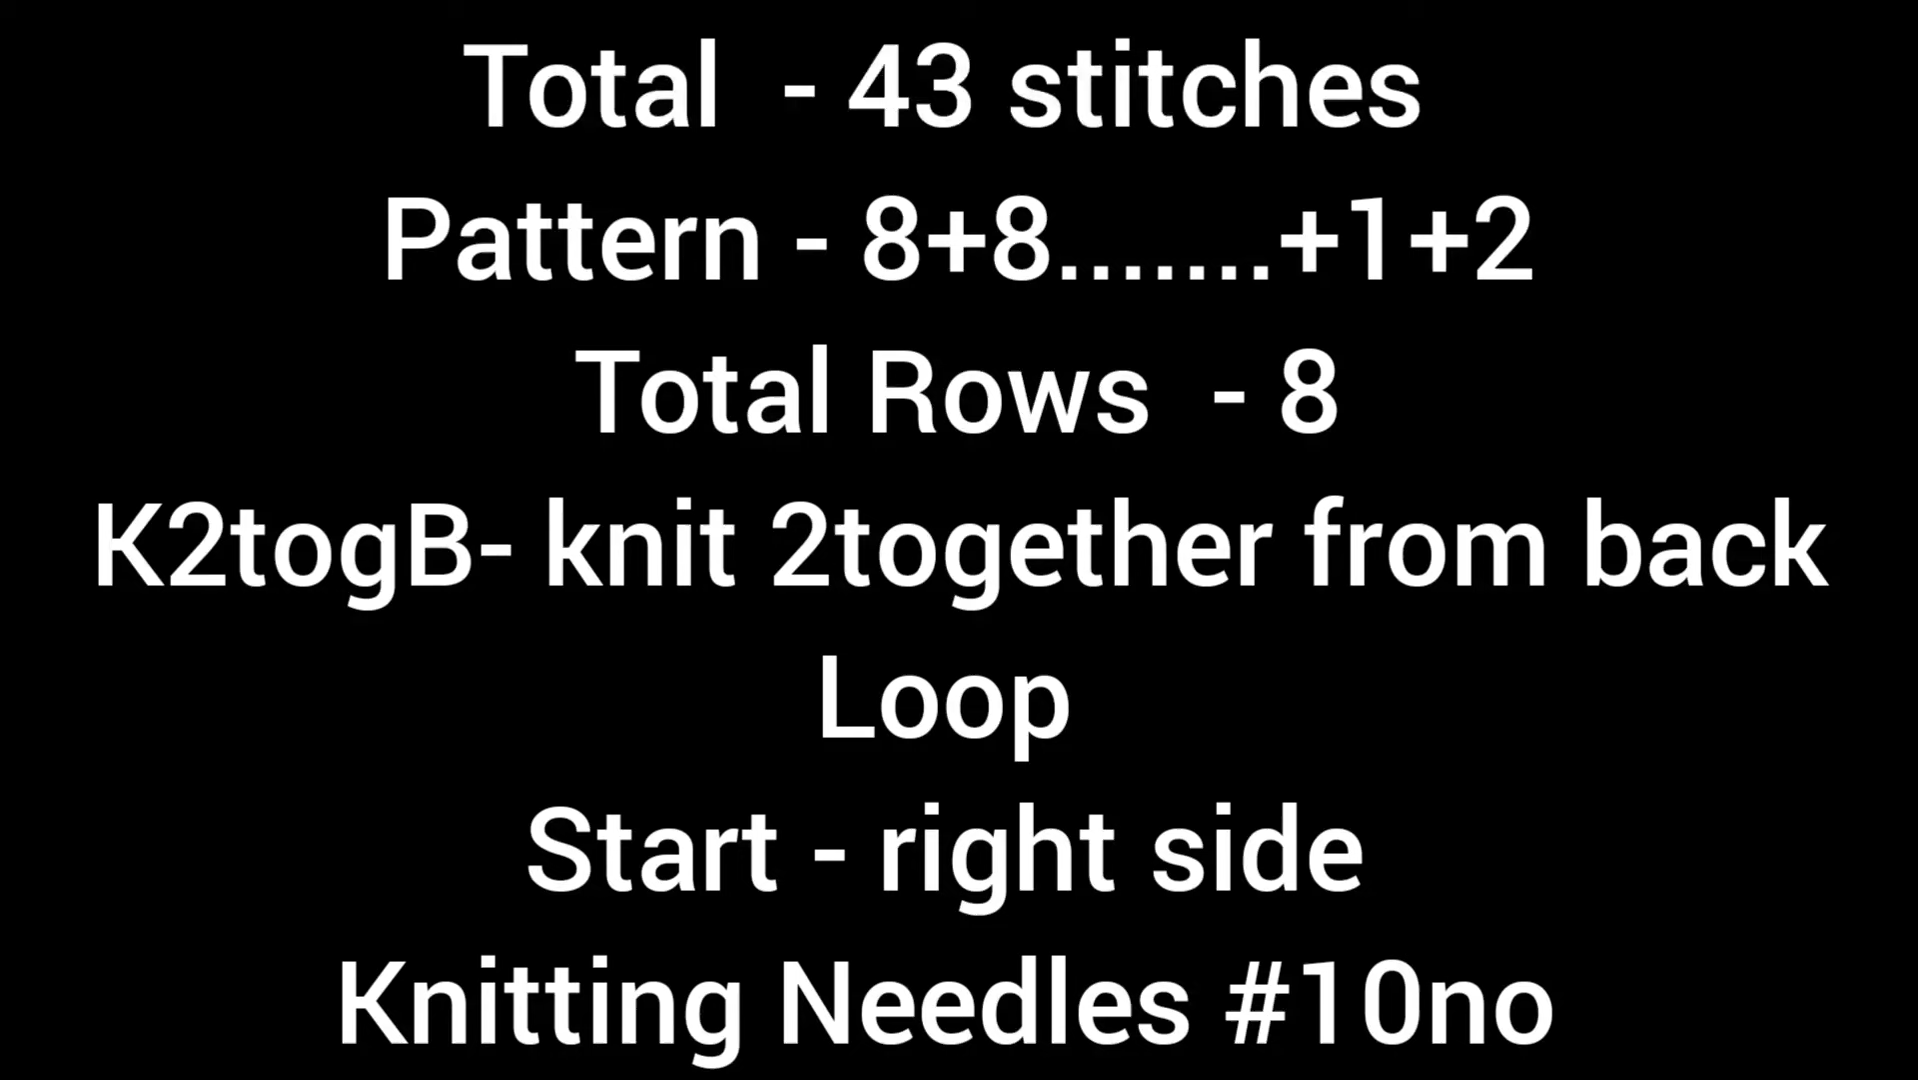 Total - 43 stitches
Pattern - 8+8.......+1+2
Total Rows - 8
K2togB- knit 2together from back
Loop
Start - right side
Knitting Needles #10no